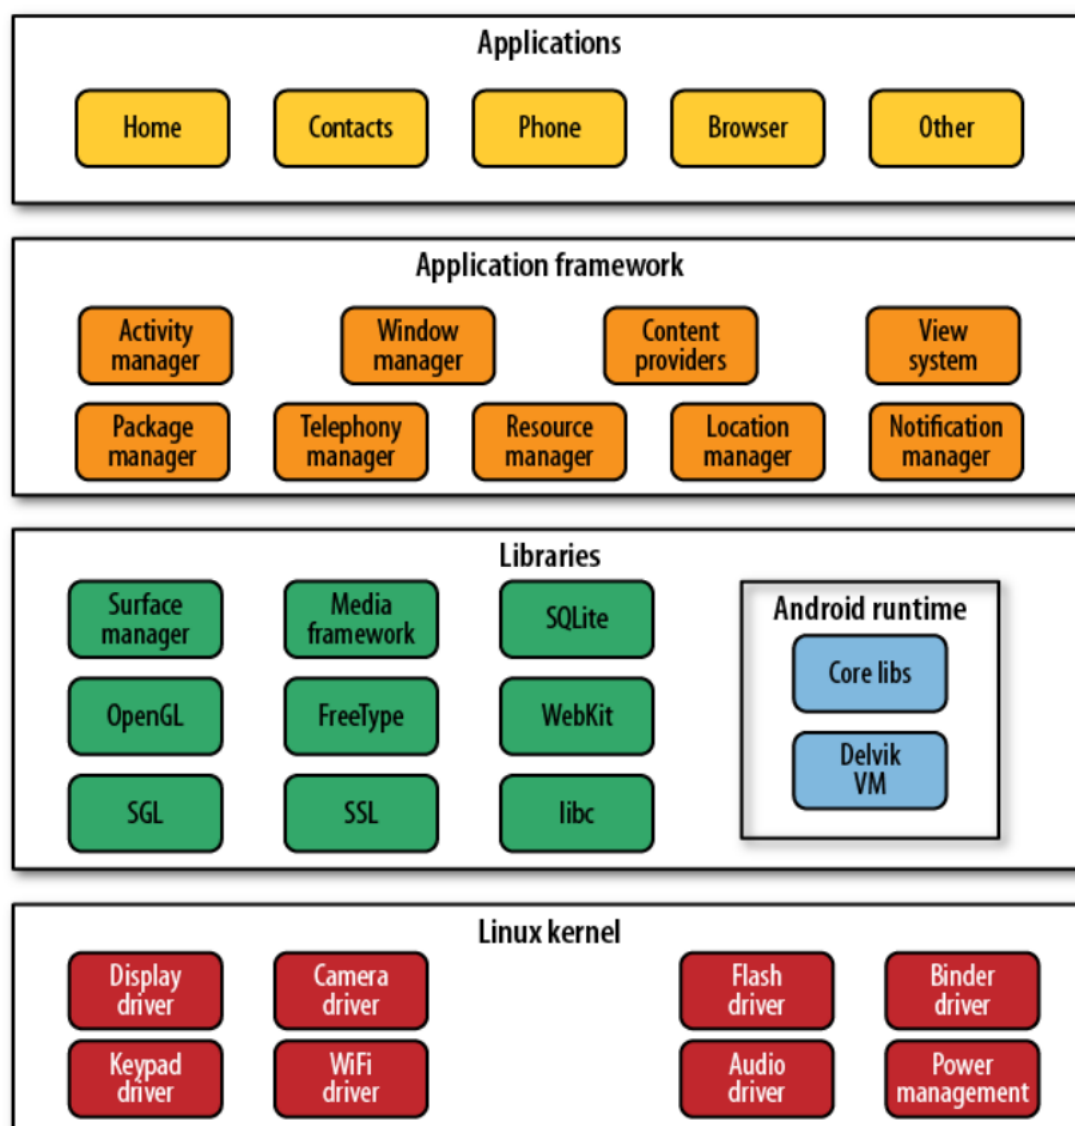 Applications
Home
Contacts
Phone
Browser
Other
Application framework
Activity
manager
Window
manager
Content
providers
View
system
Package
manager
Telephony
manager
Resource
manager
Location
manager
Notification
manager
Libraries
Surface
manager
Media
framework
SQLite
OpenGL
FreeType
WebKit
SGL
SSL
libc
Android runtime
Core libs
Delvik
VM
Linux kernel
Display
driver
Camera
driver
Flash
driver
Binder
driver
Keypad
driver
WiFi
driver
Audio
driver
Power
management